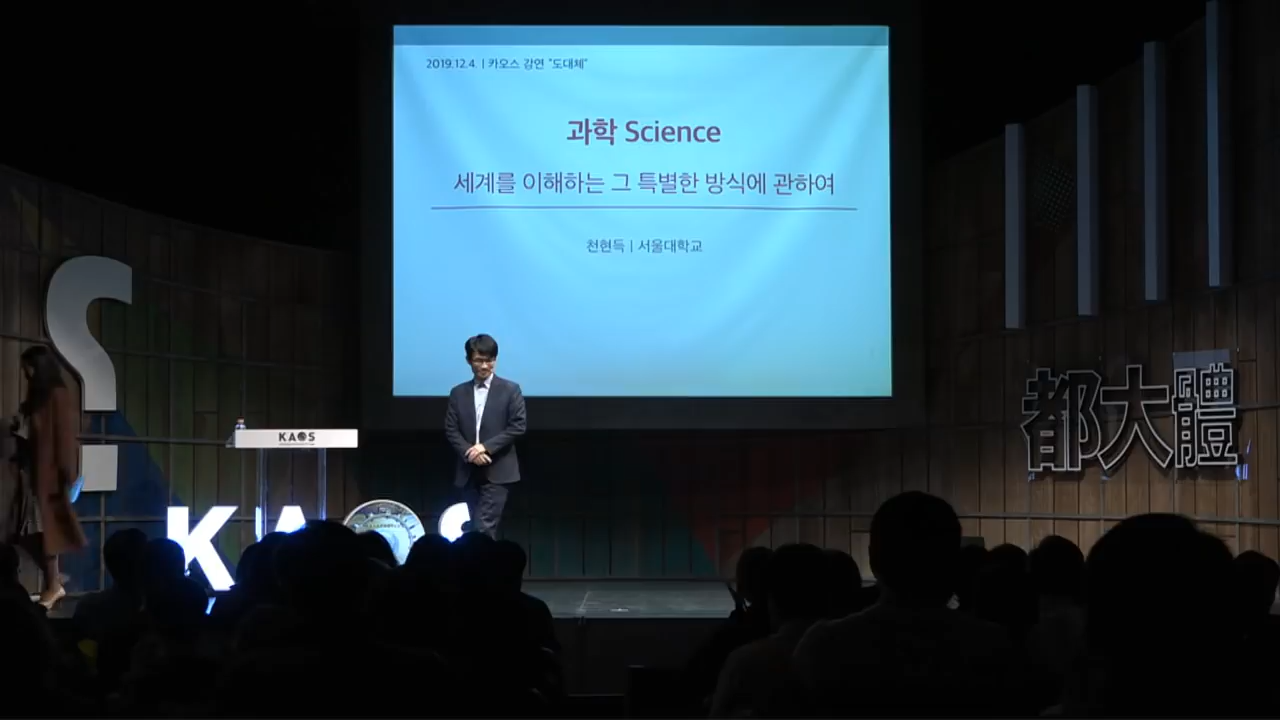 2019.12.4. | 카오스 강연 "도대체"
과학 Science
세계를 이해하는 그 특별한 방식에 관하여
천현득 | 서울대학교
?
KAOS
都大體
KAOS